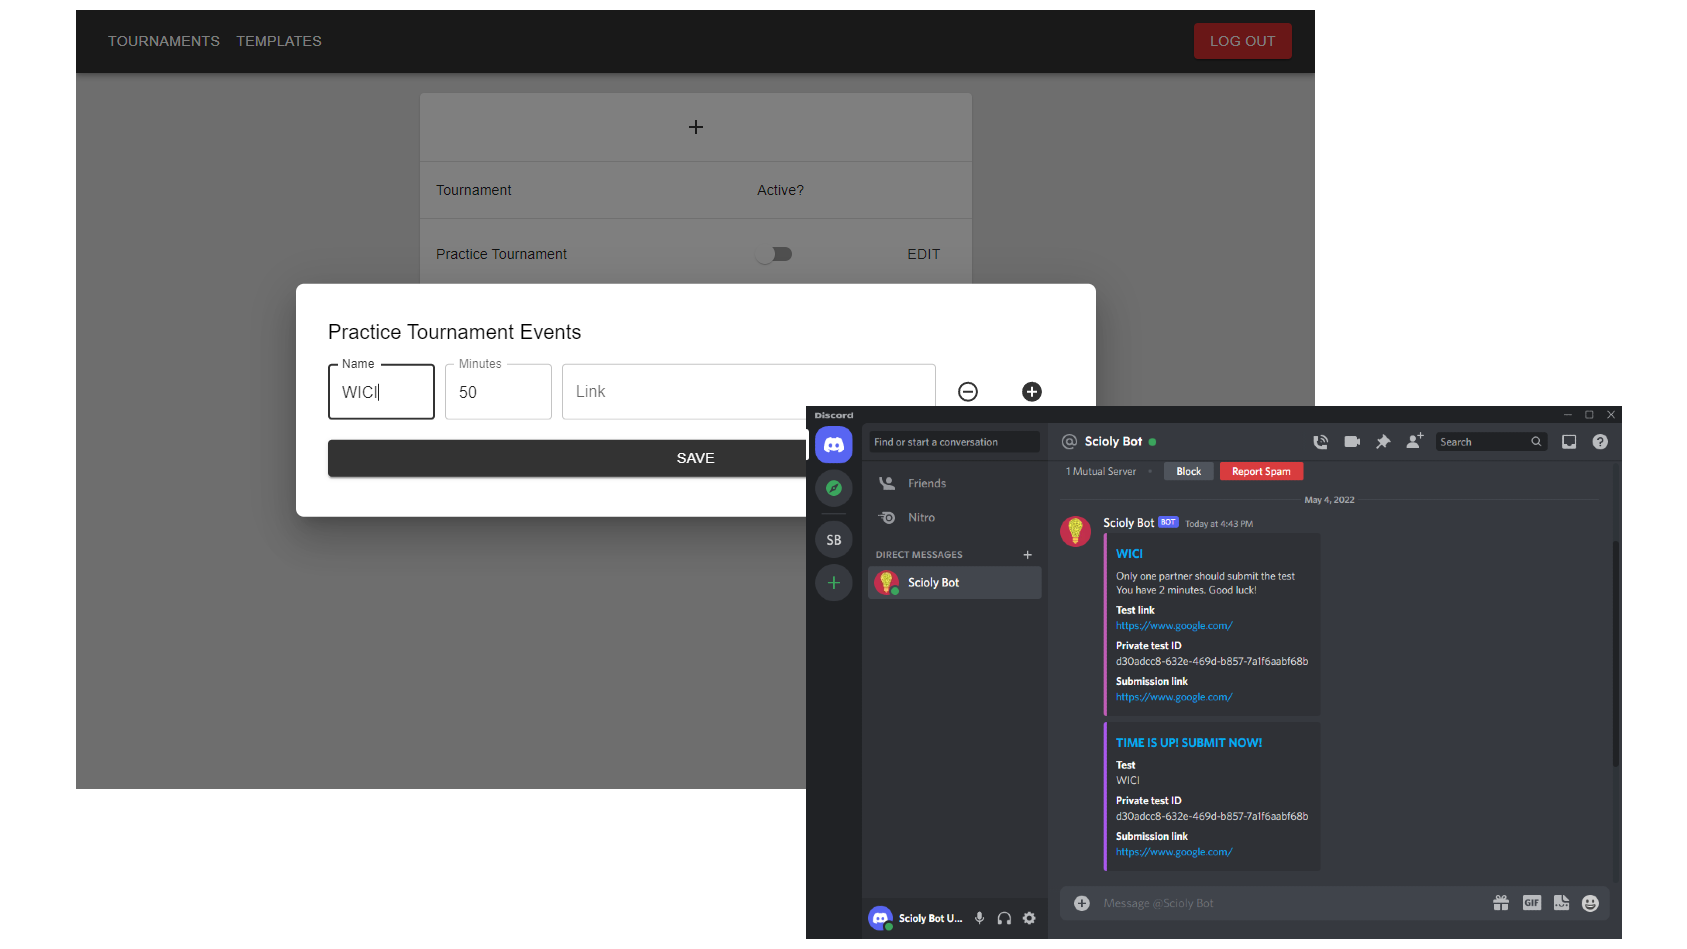 TOURNAMENTS TEMPLATES LOG OUT
Tournament Active?
Practice Tournament EDIT
Practice Tournament Events
Name Minutes
WICI 50 Link
SAVE
Discord
Find or start a conversation
Friends
Nitro
SB
DIRECT MESSAGES
Scioly Bot
Scioly Bot U...
Scioly Bot Search
1 Mutual Server Block Report Spam
May 4, 2022
Scioly Bot BOT Today at 4:43 PM
WICI
Only one partner should submit the test
You have 2 minutes. Good luck!
Test link
https://www.google.com/
Private test ID
d30adcc8-632e-469d-b857-7a1f6aabf68b
Submission link
https://www.google.com/
TIME IS UP! SUBMIT NOW!
Test
WICI
Private test ID
d30adcc8-632e-469d-b857-7a1f6aabf68b
Submission link
https://www.google.com/
Message @Scioly Bot
GIF